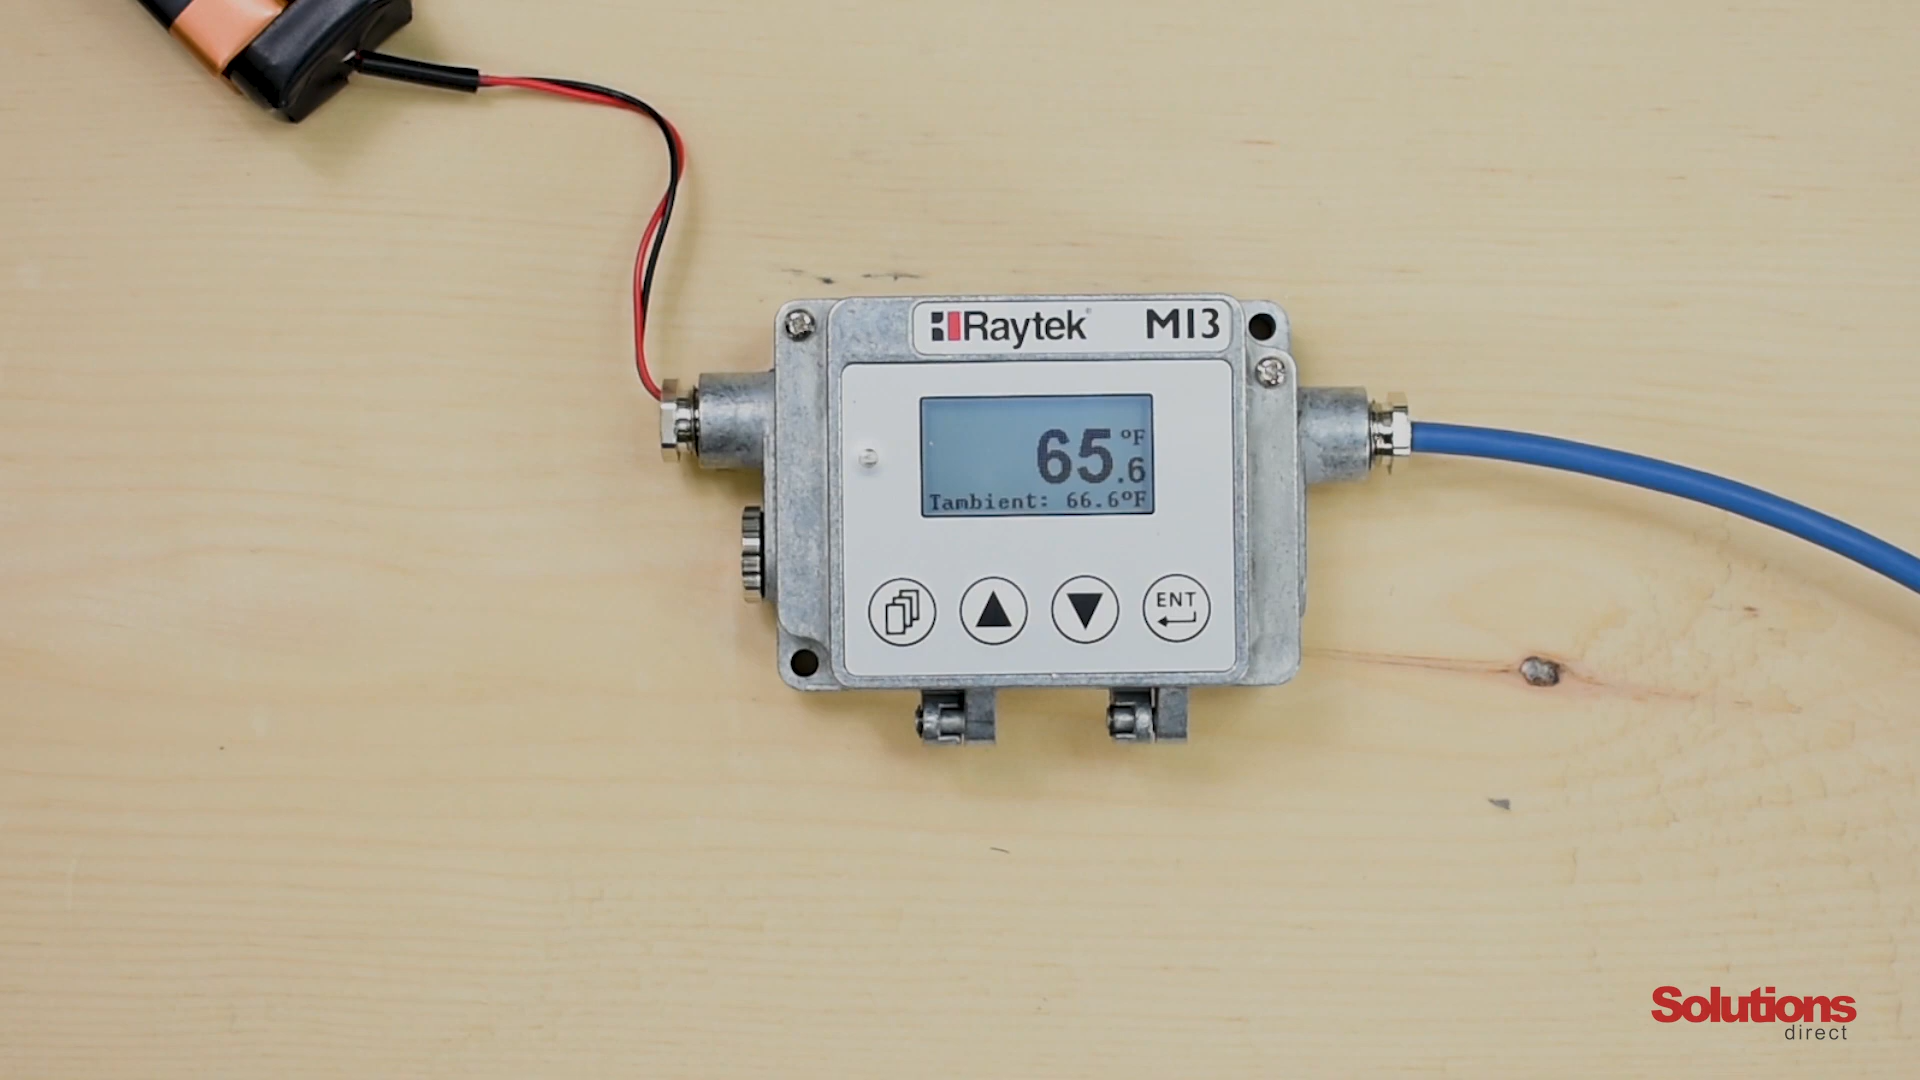 Raytek® MI3
65.6 °F
Tambient: 66.6°F
ENT
Solutions
direct